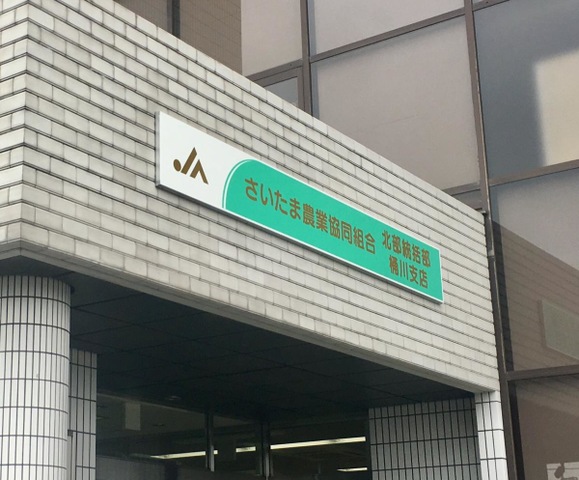 JA
さいたま農業協同組合
北部統括部
桶川支店